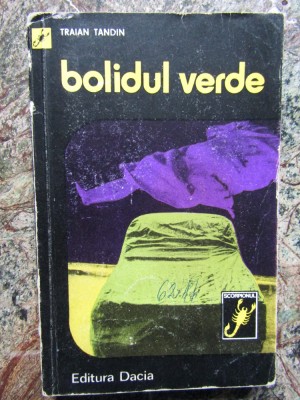 TRAIAN TANDIN
bolidul verde
SCORPIONUL
Editura Dacia